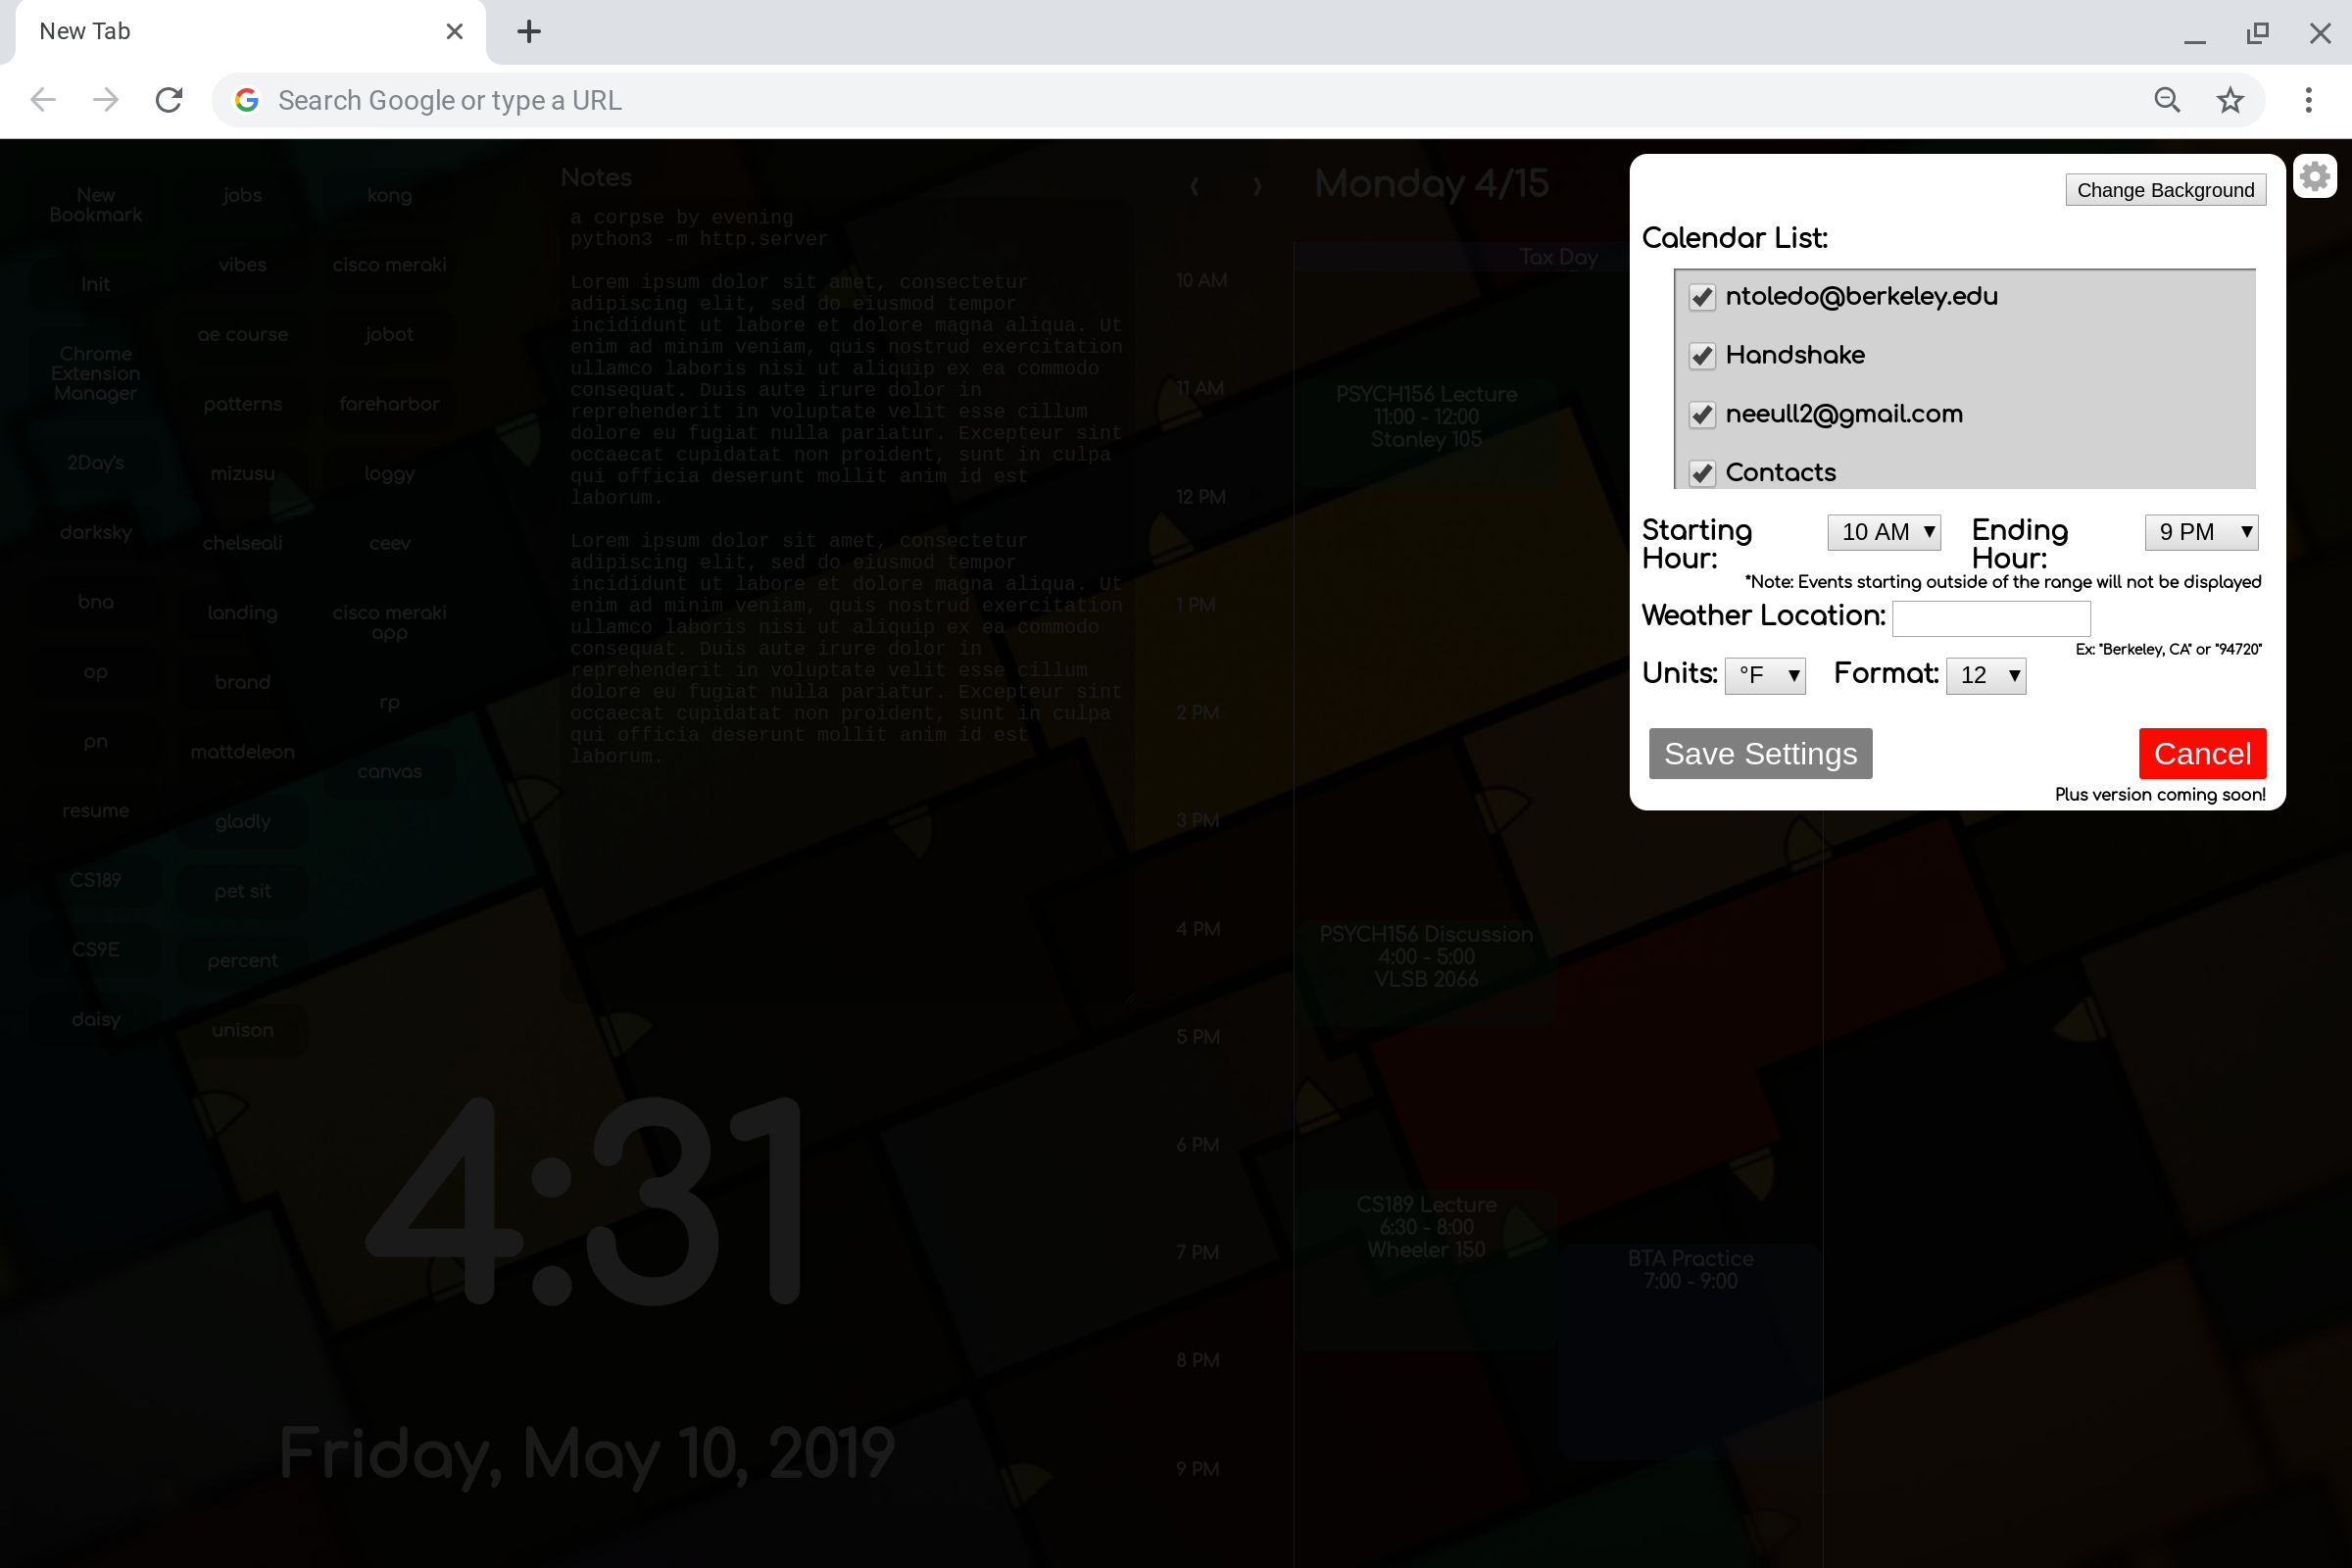 New Tab
Search Google or type a URL
New
Bookmark
Init
Chrome
Extension
Manager
2Day's
darksky
bna
op
pn
resume
CS189
CS9E
daisy
jobs
vibes
ae course
patterns
mizusu
chelseali
landing
brand
mattdeleon
gladly
pet sit
percent
unison
kong
cisco meraki
jobot
fareharbor
loggy
ceev
cisco meraki
app
rp
canvas
Notes
a corpse by evening
python3 -m http.server
Lorem ipsum dolor sit amet, consectetur
adipiscing elit, sed do eiusmod tempor
incididunt ut labore et dolore magna aliqua. Ut
enim ad minim veniam, quis nostrud exercitation
ullamco laboris nisi ut aliquip ex ea commodo
consequat. Duis aute irure dolor in
reprehenderit in voluptate velit esse cillum
dolore eu fugiat nulla pariatur. Excepteur sint
occaecat cupidatat non proident, sunt in culpa
qui officia deserunt mollit anim id est
laborum.
Lorem ipsum dolor sit amet, consectetur
adipiscing elit, sed do eiusmod tempor
incididunt ut labore et dolore magna aliqua. Ut
enim ad minim veniam, quis nostrud exercitation
ullamco laboris nisi ut aliquip ex ea commodo
consequat. Duis aute irure dolor in
reprehenderit in voluptate velit esse cillum
dolore eu fugiat nulla pariatur. Excepteur sint
occaecat cupidatat non proident, sunt in culpa
qui officia deserunt mollit anim id est
laborum.
4:31
Friday, May 10, 2019
Monday 4/15
Tax Day
10 AM
11 AM
12 PM
1 PM
2 PM
3 PM
4 PM
5 PM
6 PM
7 PM
8 PM
9 PM
PSYCH156 Lecture
11:00 - 12:00
Stanley 105
PSYCH156 Discussion
4:00 - 5:00
VLSB 2066
CS189 Lecture
6:30 - 8:00
Wheeler 150
BTA Practice
7:00 - 9:00
Change Background
Calendar List:
ntoledo@berkeley.edu
Handshake
neeull2@gmail.com
Contacts
Starting Hour: 10 AM Ending Hour: 9 PM
*Note: Events starting outside of the range will not be displayed
Weather Location:
Ex: "Berkeley, CA" or "94720"
Units: °F Format: 12
Save Settings Cancel
Plus version coming soon!